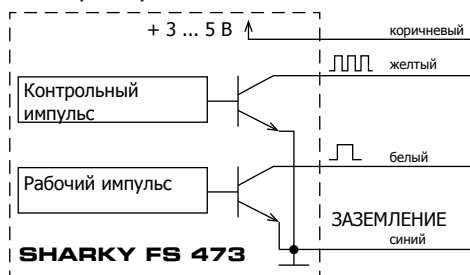 + 3 ... 5 В
коричневый
Контрольный
импульс
желтый
Рабочий импульс
белый
ЗАЗЕМЛЕНИЕ
синий
SHARKY FS 473